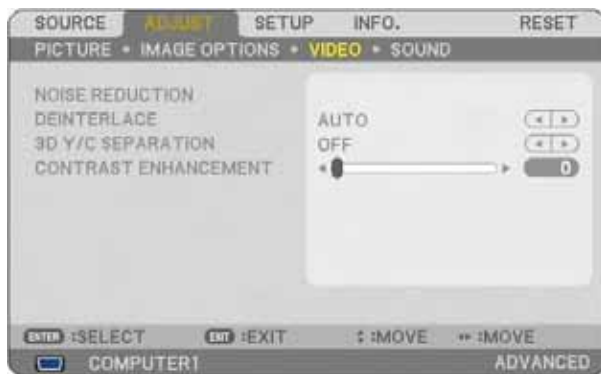 SOURCE ADJUST SETUP INFO. RESET
PICTURE • IMAGE OPTIONS • VIDEO • SOUND
NOISE REDUCTION
DEINTERLACE AUTO
3D Y/C SEPARATION OFF
CONTRAST ENHANCEMENT 0
ENTER :SELECT EXIT :EXIT ↕ :MOVE ↔ :MOVE
COMPUTER1 ADVANCED